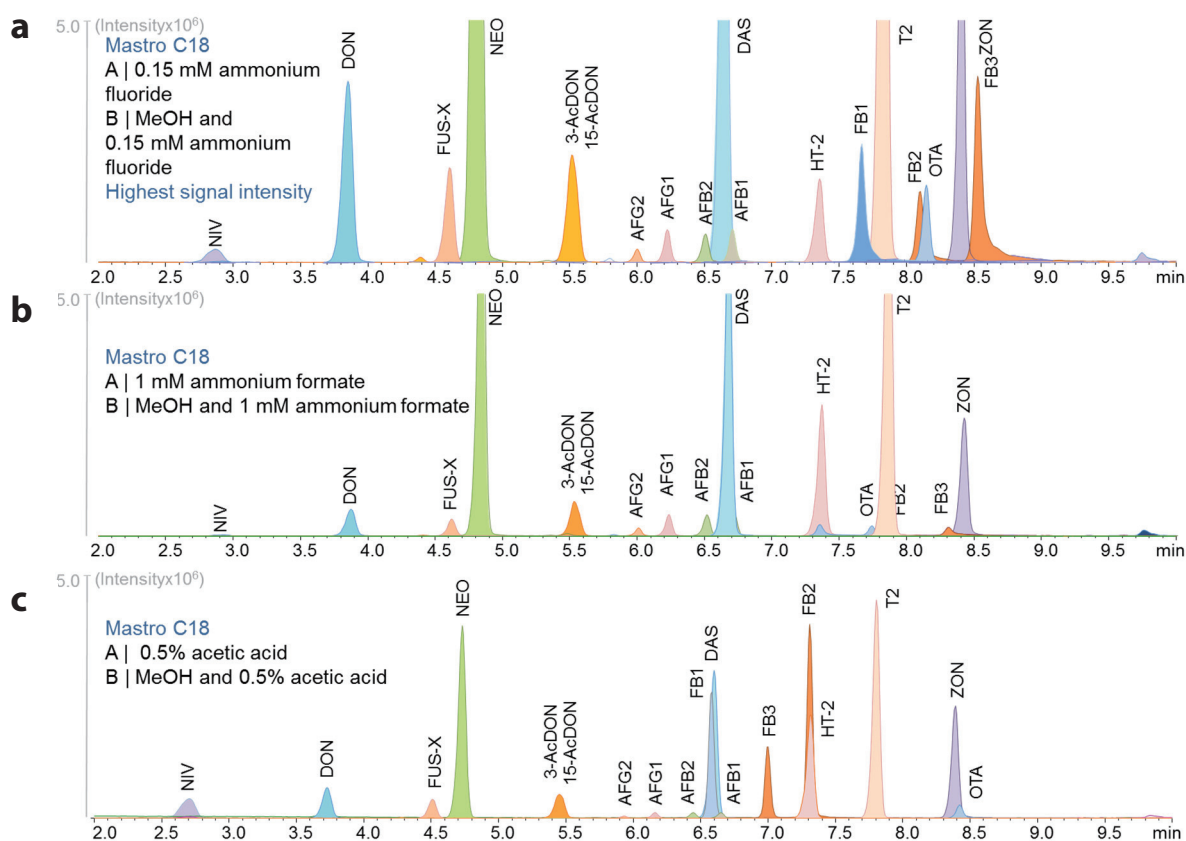 a
5.0 (Intensityx10⁶)
Mastro C18
A | 0.15 mM ammonium
fluoride
B | MeOH and
0.15 mM ammonium
fluoride
Highest signal intensity
NIV
DON
FUS-X
NEO
3-AcDON
15-AcDON
AFG2
AFG1
AFB2
DAS
AFB1
HT-2
FB1
T2
FB2
OTA
FB3
ZON
2.0 2.5 3.0 3.5 4.0 4.5 5.0 5.5 6.0 6.5 7.0 7.5 8.0 8.5 9.0 9.5 min
b
5.0 (Intensityx10⁶)
Mastro C18
A | 1 mM ammonium formate
B | MeOH and 1 mM ammonium formate
NIV
DON
FUS-X
NEO
3-AcDON
15-AcDON
AFG2
AFG1
AFB2
DAS
AFB1
HT-2
OTA
T2
FB2
FB3
ZON
2.0 2.5 3.0 3.5 4.0 4.5 5.0 5.5 6.0 6.5 7.0 7.5 8.0 8.5 9.0 9.5 min
c
5.0 (Intensityx10⁶)
Mastro C18
A | 0.5% acetic acid
B | MeOH and 0.5% acetic acid
NIV
DON
FUS-X
NEO
3-AcDON
15-AcDON
AFG2
AFG1
AFB2
FB1
DAS
AFB1
FB3
FB2
HT-2
T2
ZON
OTA
2.0 2.5 3.0 3.5 4.0 4.5 5.0 5.5 6.0 6.5 7.0 7.5 8.0 8.5 9.0 9.5 min